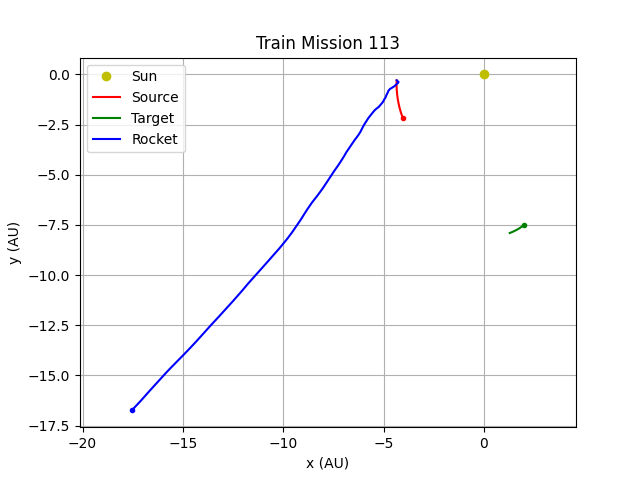 Train Mission 113
Sun
Source
Target
Rocket
0.0
−2.5
−5.0
−7.5
−10.0
−12.5
−15.0
−17.5
y (AU)
−20 −15 −10 −5 0
x (AU)